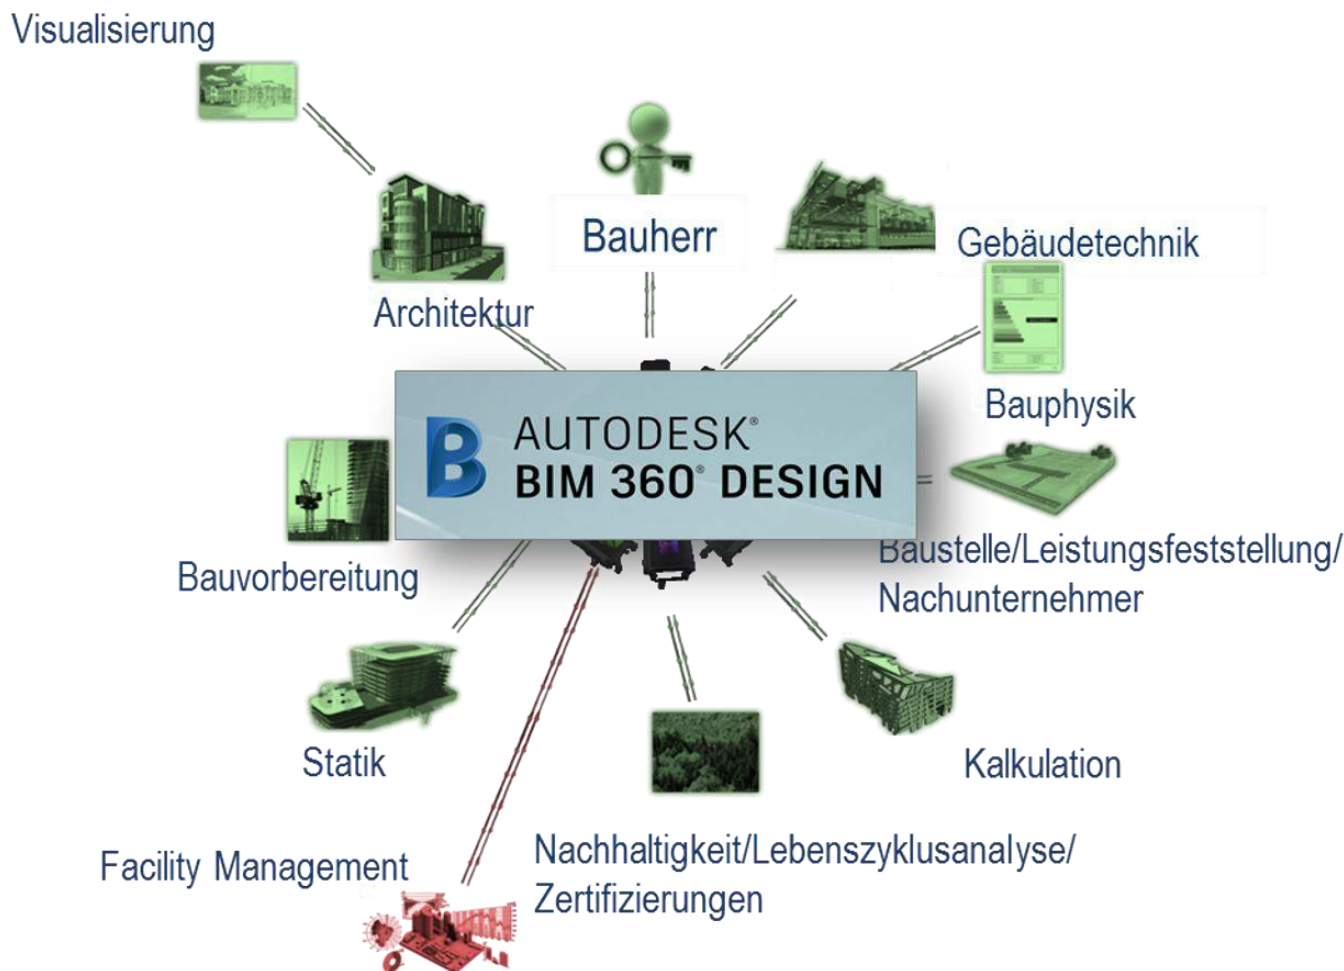 Visualisierung
Bauherr
Gebäudetechnik
Architektur
Bauphysik
B AUTODESK®
BIM 360® DESIGN
Baustelle/Leistungsfeststellung/
Nachunternehmer
Bauvorbereitung
Statik
Kalkulation
Facility Management
Nachhaltigkeit/Lebenszyklusanalyse/
Zertifizierungen